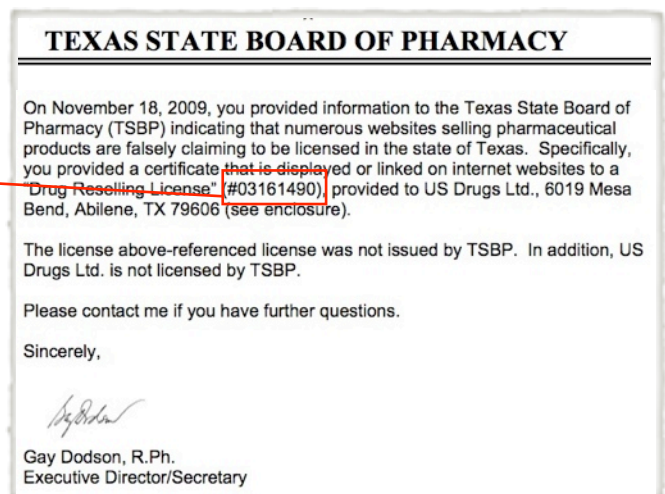 TEXAS STATE BOARD OF PHARMACY
On November 18, 2009, you provided information to the Texas State Board of
Pharmacy (TSBP) indicating that numerous websites selling pharmaceutical
products are falsely claiming to be licensed in the state of Texas.  Specifically,
you provided a certificate that is displayed or linked on internet websites to a
"Drug Reselling License" (#03161490), provided to US Drugs Ltd., 6019 Mesa
Bend, Abilene, TX 79606 (see enclosure).
The license above-referenced license was not issued by TSBP.  In addition, US
Drugs Ltd. is not licensed by TSBP.
Please contact me if you have further questions.
Sincerely,
Gay Dodson, R.Ph.
Executive Director/Secretary